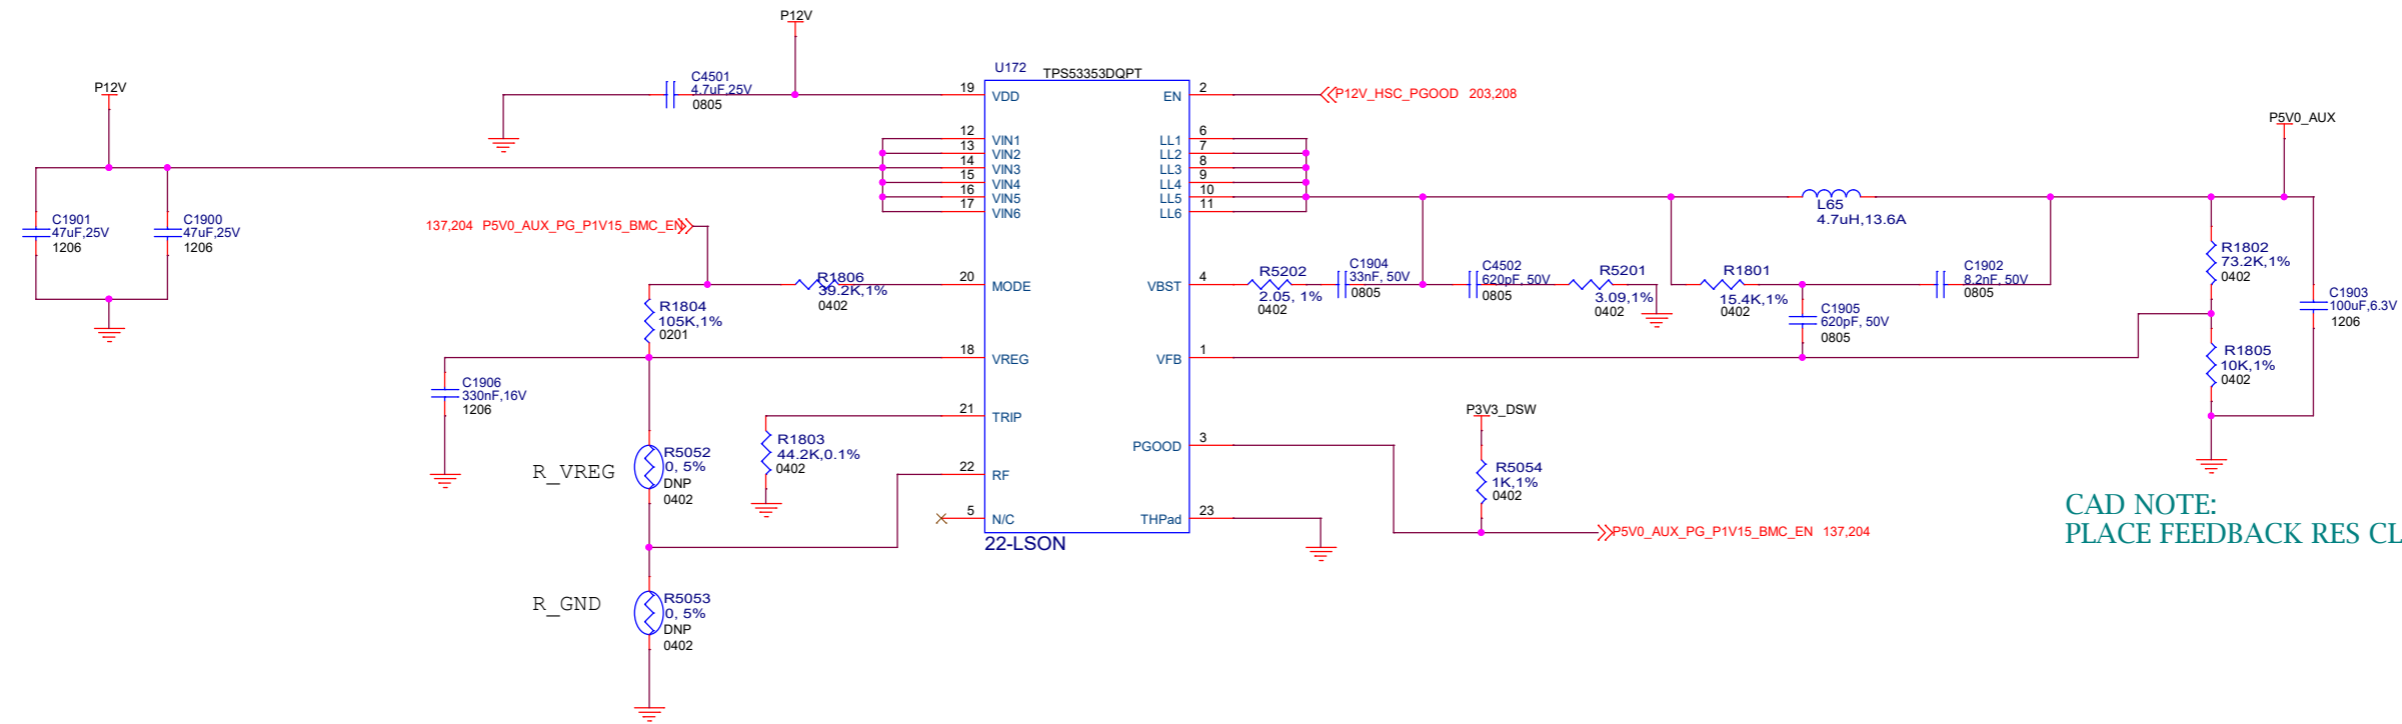 P12V
P12V
C4501
4.7uF,25V
0805
U172
TPS53353DQPT
19
VDD
EN
2
P12V_HSC_PGOOD 203,208
P5V0_AUX
12
VIN1
13
VIN2
14
VIN3
15
VIN4
16
VIN5
17
VIN6
LL1
6
LL2
7
LL3
8
LL4
9
LL5
10
LL6
11
C1901
47uF,25V
1206
C1900
47uF,25V
1206
L65
4.7uH,13.6A
137,204 P5V0_AUX_PG_P1V15_BMC_EN
R1806
39.2K,1%
0402
20
MODE
VBST
4
R5202
2.05, 1%
0402
C1904
33nF, 50V
0805
C4502
620pF, 50V
0805
R5201
3.09,1%
0402
R1801
15.4K,1%
0402
C1902
8.2nF, 50V
0805
R1802
73.2K,1%
0402
C1903
100uF,6.3V
1206
R1804
105K,1%
0201
C1905
620pF, 50V
0805
18
VREG
VFB
1
R1805
10K,1%
0402
C1906
330nF,16V
1206
21
TRIP
R1803
44.2K,0.1%
0402
P3V3_DSW
PGOOD
3
R5054
1K,1%
0402
R_VREG
R5052
0, 5%
DNP
0402
22
RF
5
N/C
THPad
23
22-LSON
P5V0_AUX_PG_P1V15_BMC_EN 137,204
CAD NOTE:
PLACE FEEDBACK RES CL
R_GND
R5053
0, 5%
DNP
0402